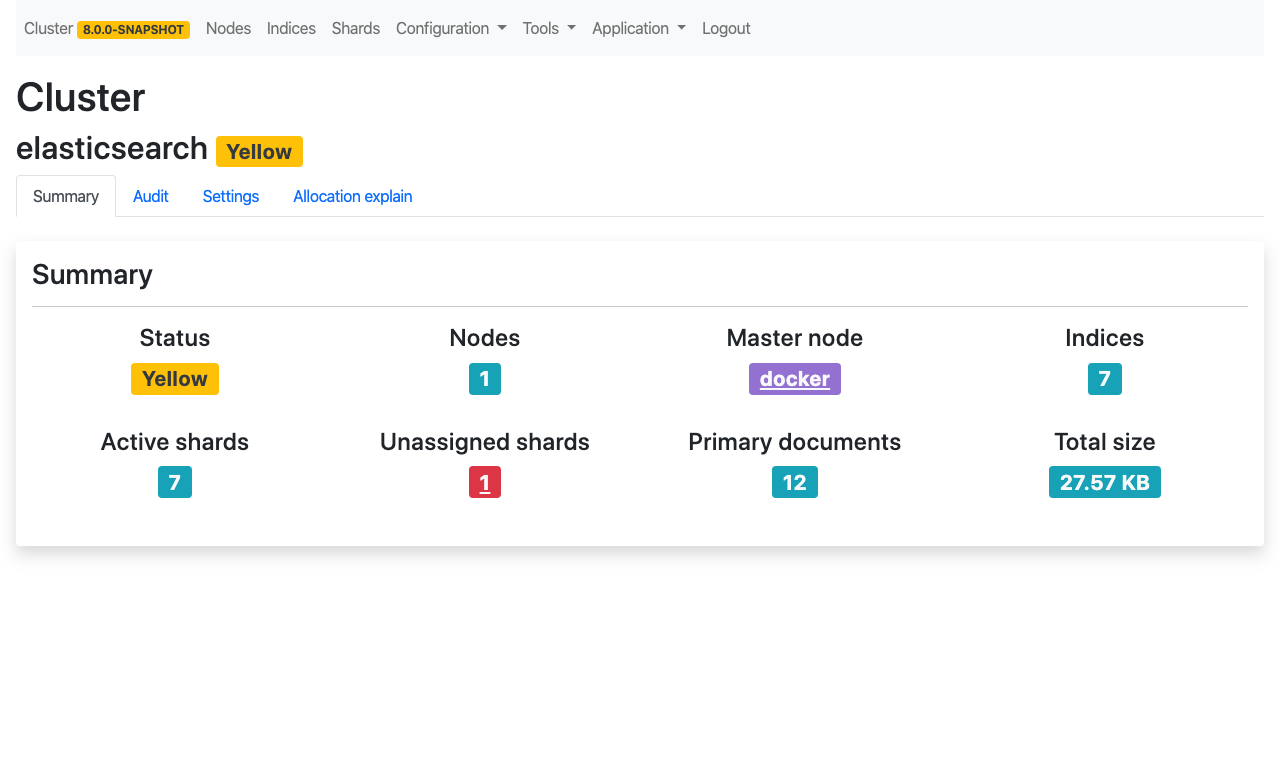 Cluster 8.0.0-SNAPSHOT Nodes Indices Shards Configuration Tools Application Logout
Cluster
elasticsearch Yellow
Summary Audit Settings Allocation explain
Summary
Status Nodes Master node Indices
Yellow 1 docker 7
Active shards Unassigned shards Primary documents Total size
7 1 12 27.57 KB